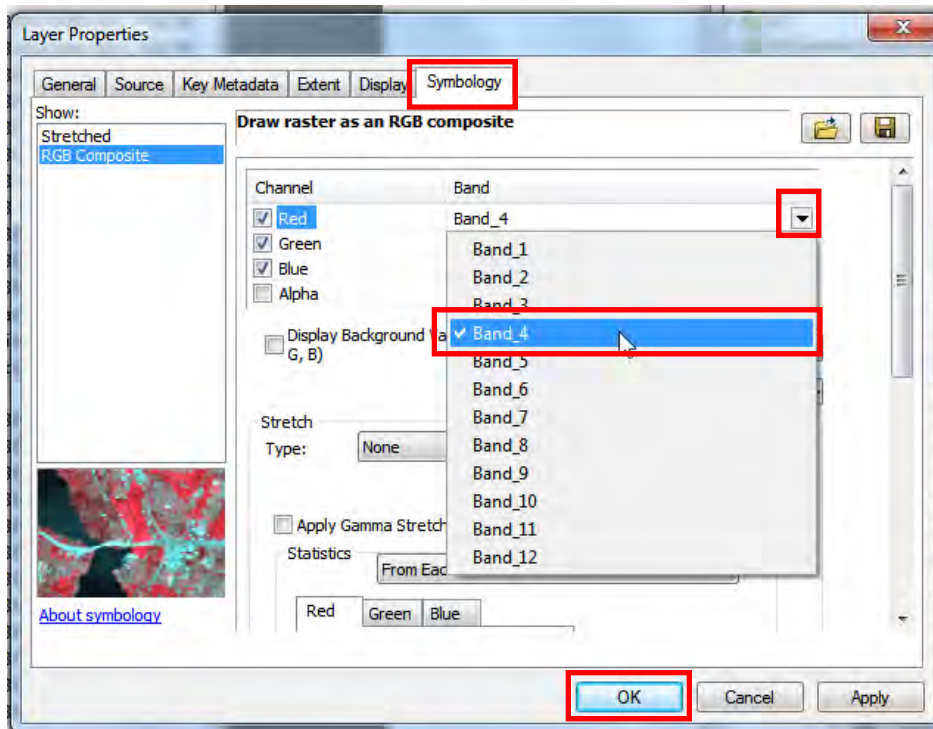 Layer Properties
General Source Key Metadata Extent Display Symbology
Show:
Stretched
RGB Composite
Draw raster as an RGB composite
Channel Band
Red Band_4
Green
Blue
Alpha
Band_1
Band_2
Band_3
Band_4
Band_5
Band_6
Band_7
Band_8
Band_9
Band_10
Band_11
Band_12
Display Background
G, B)
Stretch
Type: None
Apply Gamma Stretch
Statistics
From
Red Green Blue
About symbology
OK Cancel Apply